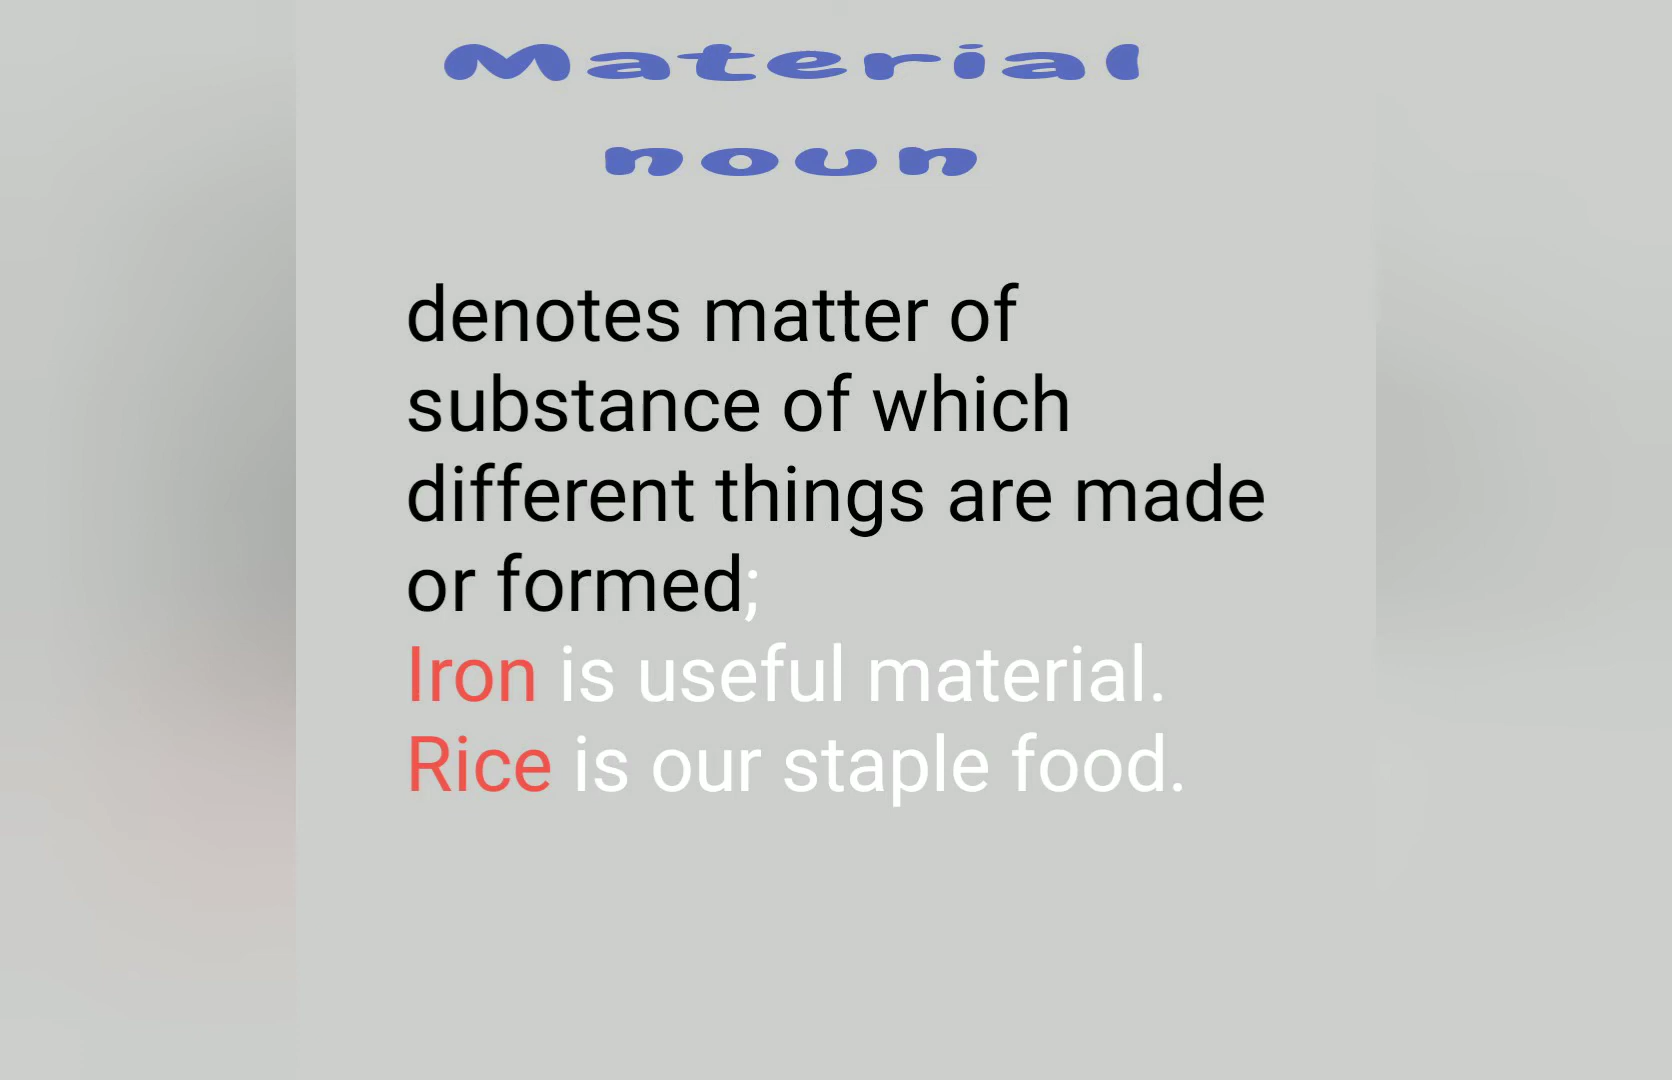 Material
noun
denotes matter of
substance of which
different things are made
or formed;
Iron is useful material.
Rice is our staple food.